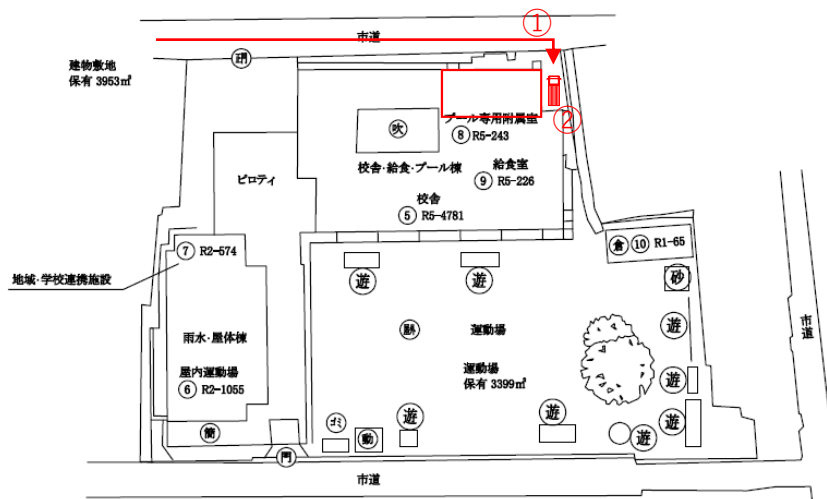 ①
市道
建物敷地
保有 3953㎡
②
プール専用附属室
吹
⑧ R5-243
校舎・給食・プール棟
給食室
⑨ R5-226
ピロティ
校舎
⑤ R5-4781
⑦ R2-574
倉 ⑩ R1-65
地域・学校連携施設
遊
遊
砂
雨水・屋体棟
運動場
遊
市道
屋内運動場
⑥ R2-1055
運動場
保有 3399㎡
遊
簡
ゴミ
動
遊
遊
遊
遊
門
市道